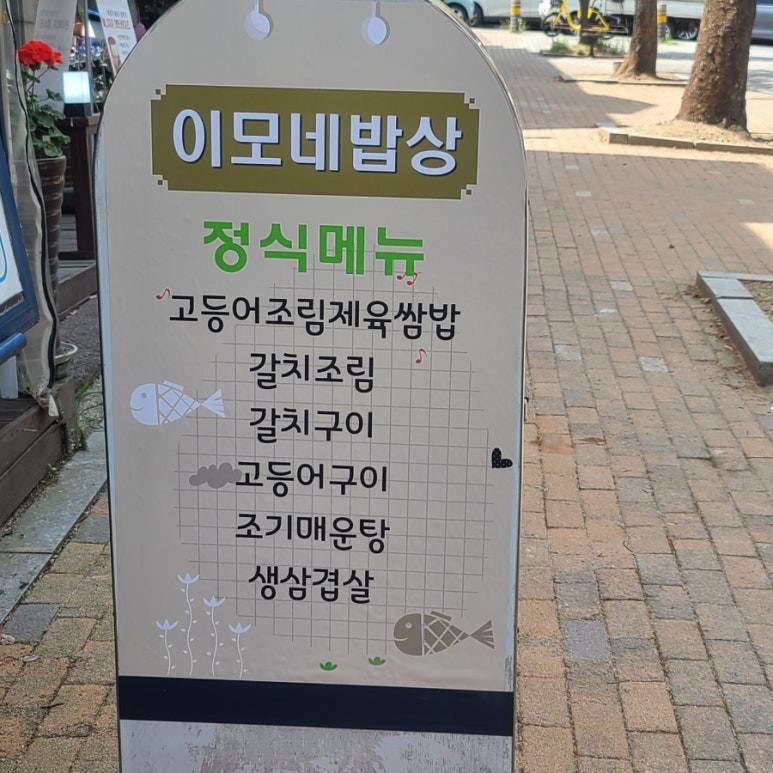 이모네밥상
정식메뉴
고등어조림제육쌈밥
갈치조림
갈치구이
고등어구이
조기매운탕
생삼겹살